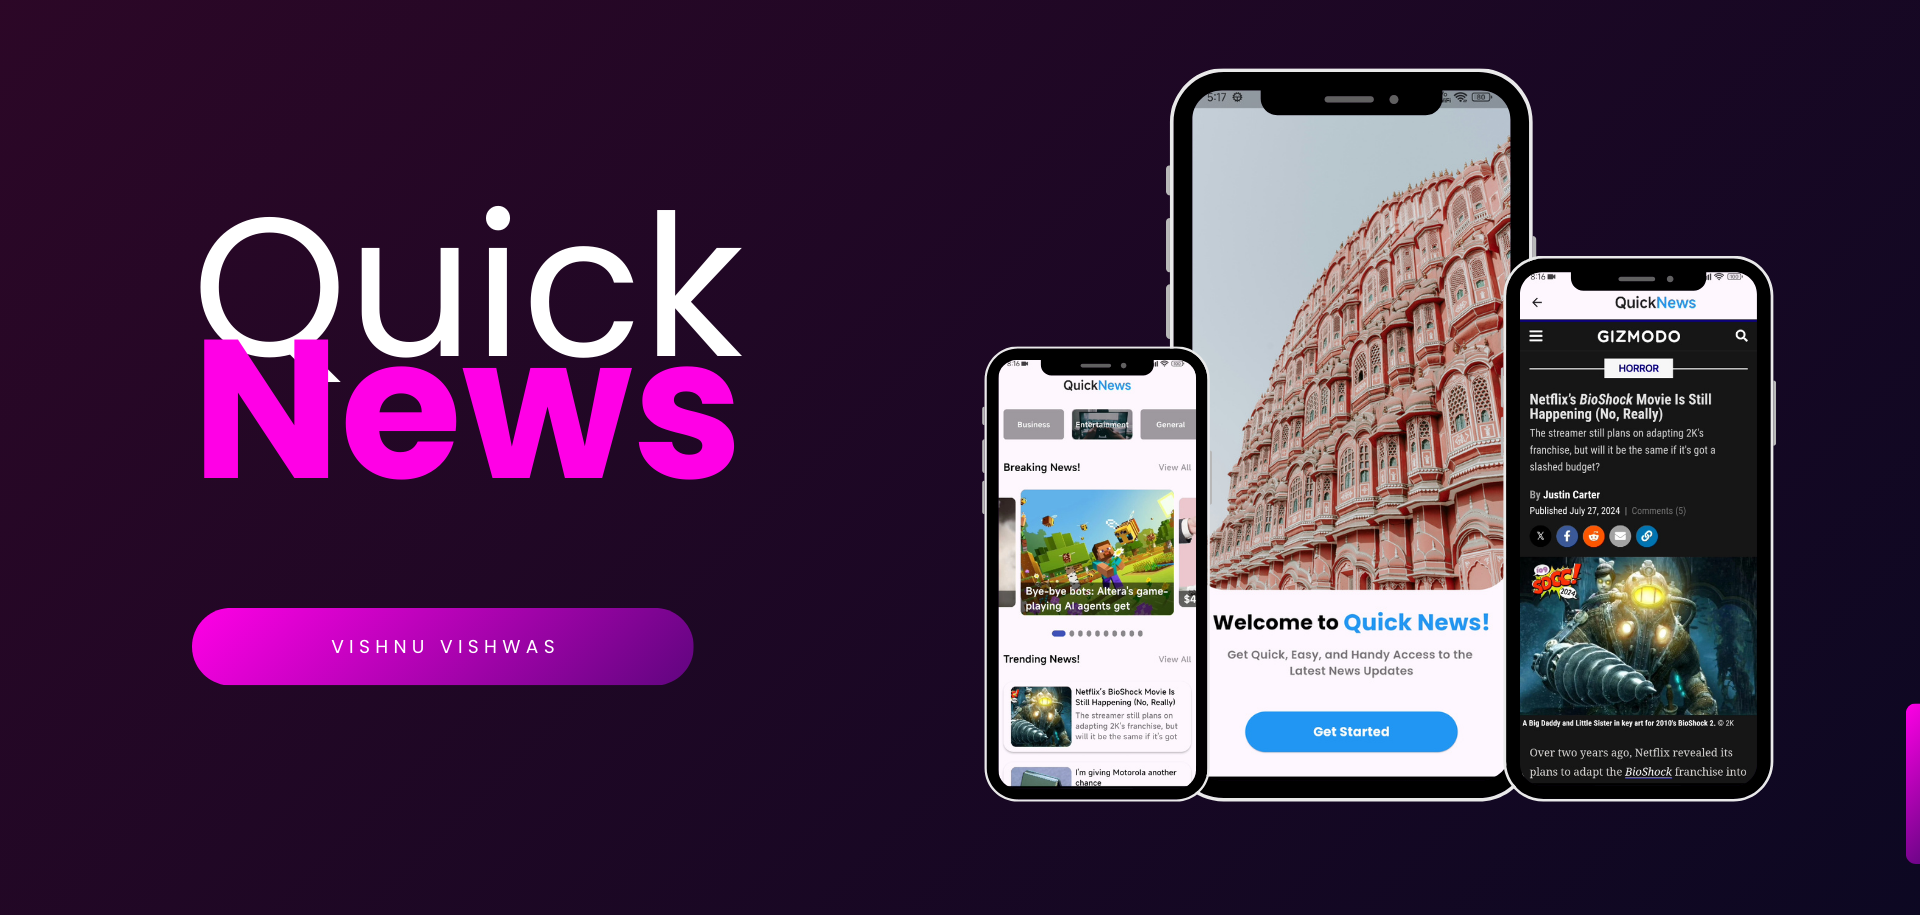 Quick
News
VISHNU VISHWAS
5:16
QuickNews
Business
Entertainment
General
Breaking News!
View All
Bye-bye bots: Altera's game-
playing AI agents get
$4
Trending News!
View All
Netflix's BioShock Movie Is
Still Happening (No, Really)
The streamer still plans on
adapting 2K's franchise, but
will it be the same if it's got
I'm giving Motorola another
chance
5:17
80
Welcome to Quick News!
Get Quick, Easy, and Handy Access to the
Latest News Updates
Get Started
5:16
QuickNews
GIZMODO
HORROR
Netflix's BioShock Movie Is Still
Happening (No, Really)
The streamer still plans on adapting 2K's
franchise, but will it be the same if it's got a
slashed budget?
By Justin Carter
Published July 27, 2024 | Comments (5)
io9
SDCC!
2024
A Big Daddy and Little Sister in key art for 2010's BioShock 2. © 2K
Over two years ago, Netflix revealed its
plans to adapt the BioShock franchise into